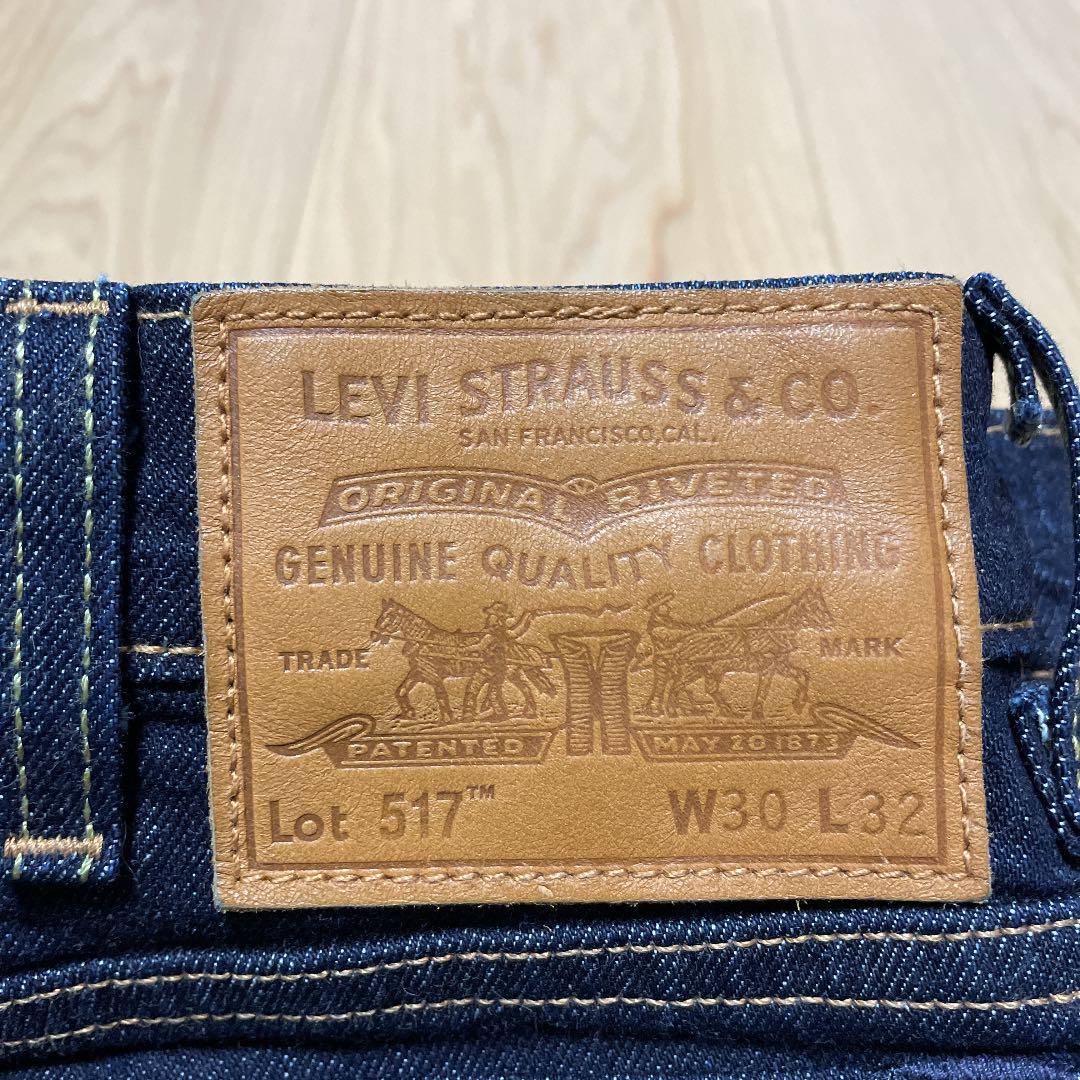 LEVI STRAUSS & CO.
SAN FRANCISCO, CAL.
ORIGINAL RIVETED
GENUINE QUALITY CLOTHING
TRADE MARK
PATENTED MAY 20 1873
Lot 517™ W30 L32